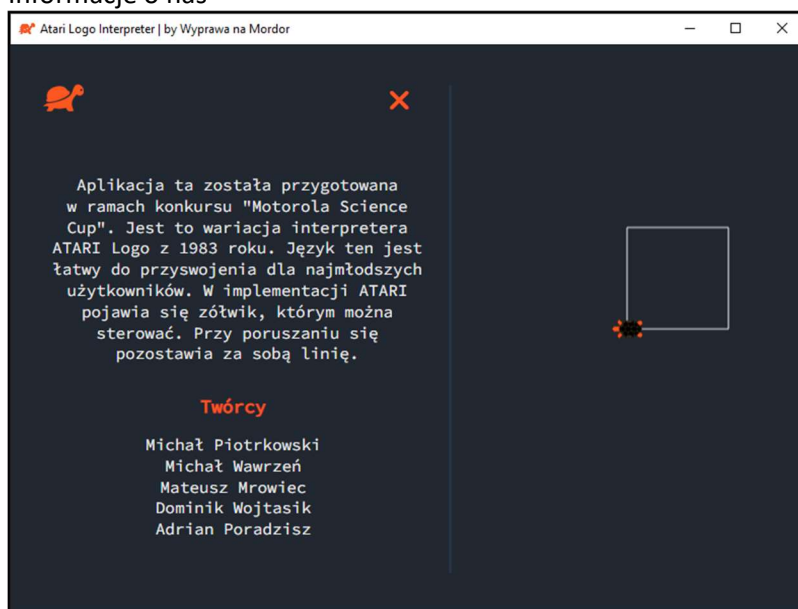 informacje o nas
Atari Logo Interpreter | by Wyprawa na Mordor
Aplikacja ta została przygotowana
w ramach konkursu "Motorola Science
Cup". Jest to wariacja interpretera
ATARI Logo z 1983 roku. Język ten jest
łatwy do przyswojenia dla najmłodszych
użytkowników. W implementacji ATARI
pojawia się zółwik, którym można
sterować. Przy poruszaniu się
pozostawia za sobą linię.
Twórcy
Michał Piotrkowski
Michał Wawrzeń
Mateusz Mrowiec
Dominik Wojtasik
Adrian Poradzisz